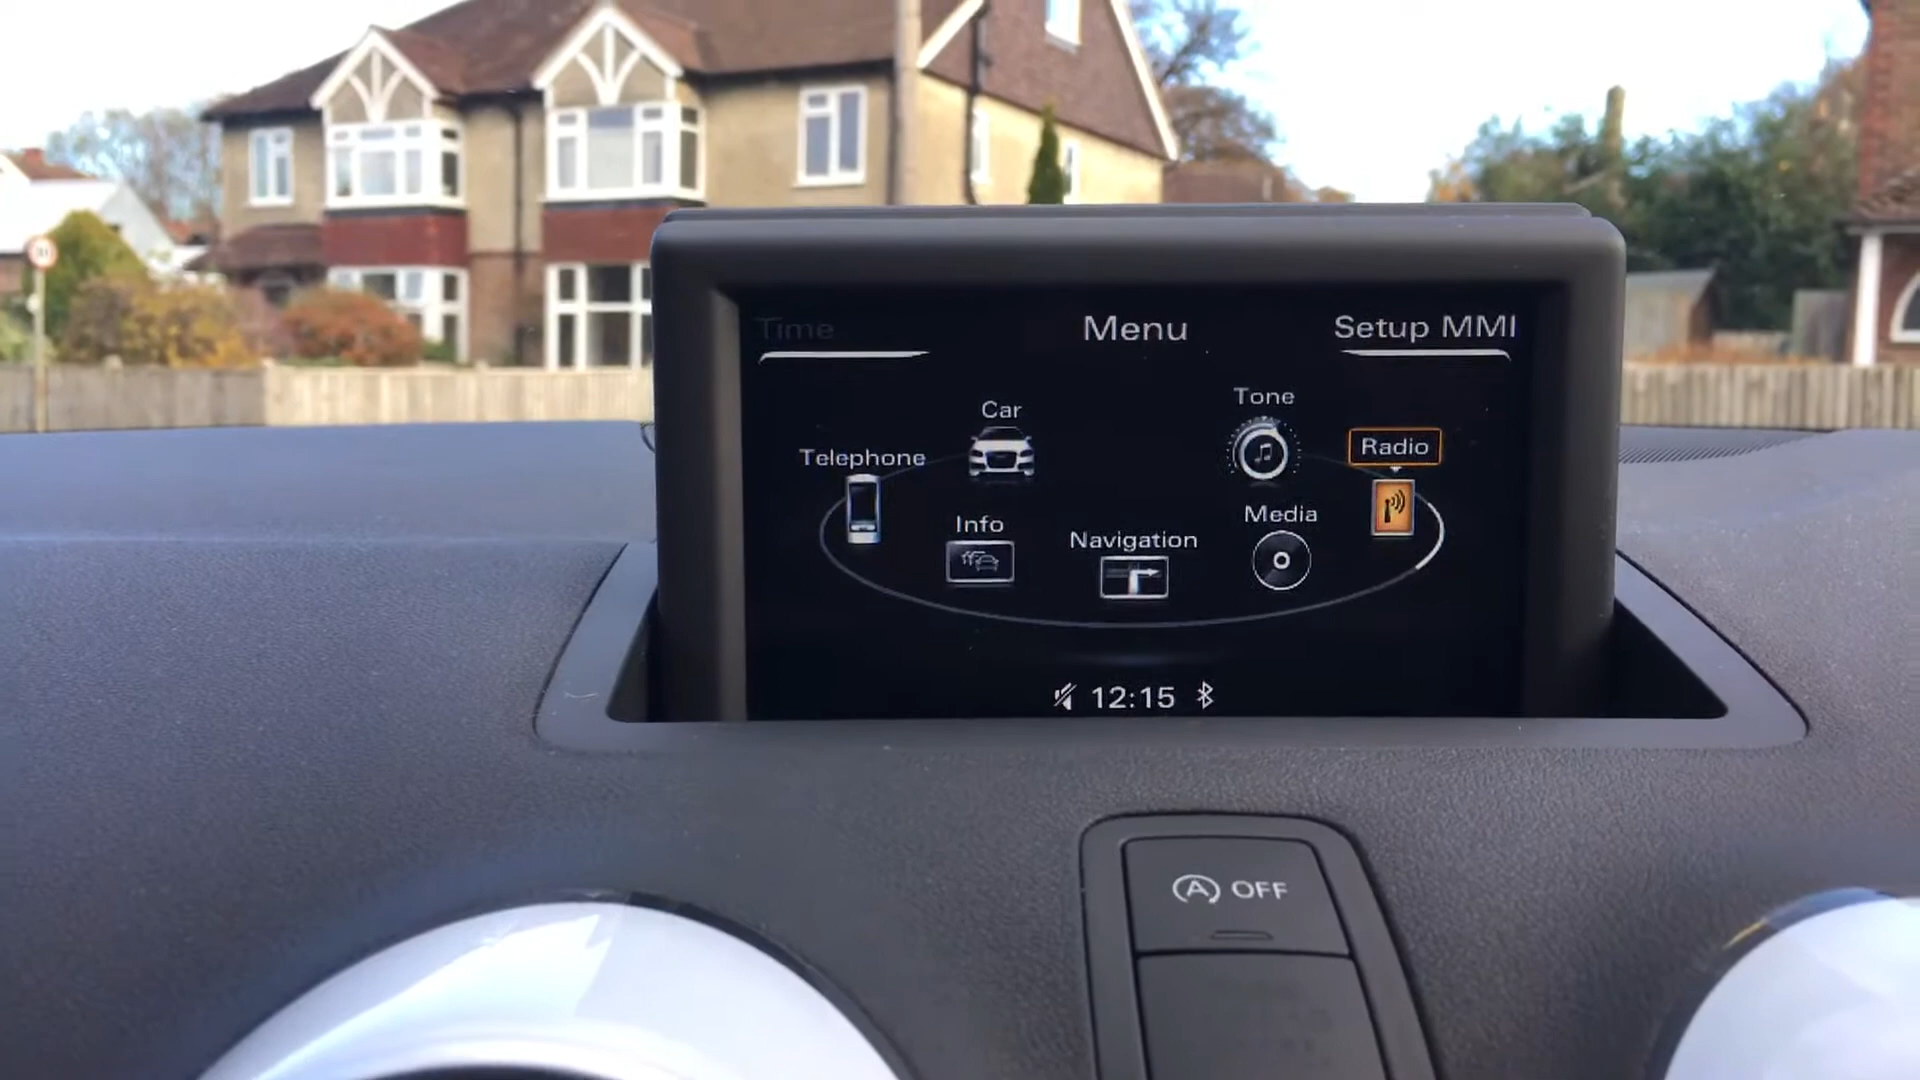 Time Menu Setup MMI
Car Tone
Telephone Radio
Info Navigation Media
12:15
A OFF